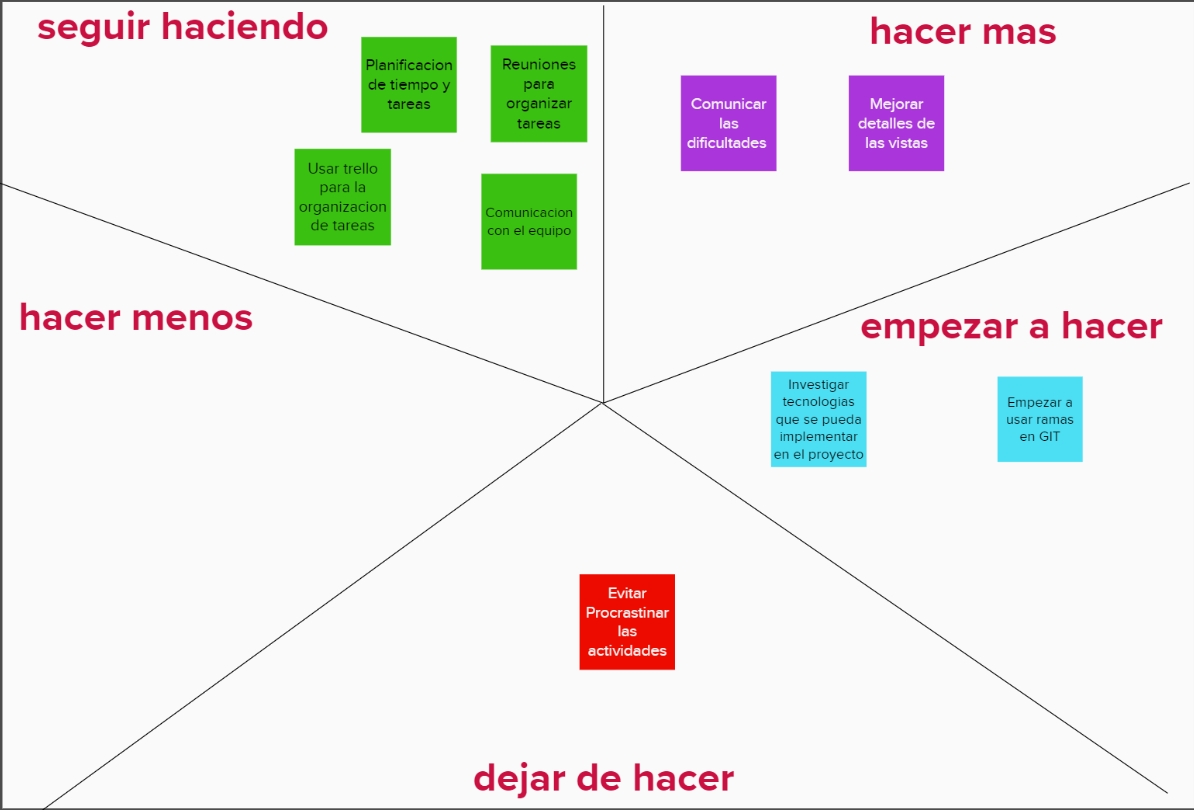 seguir haciendo
Planificacion
de tiempo y
tareas
Reuniones
para
organizar
tareas
Usar trello
para la
organizacion
de tareas
Comunicacion
con el equipo
hacer mas
Comunicar
las
dificultades
Mejorar
detalles de
las vistas
hacer menos
empezar a hacer
Investigar
tecnologias
que se pueda
implementar
en el proyecto
Empezar a
usar ramas
en GIT
Evitar
Procrastinar
las
actividades
dejar de hacer